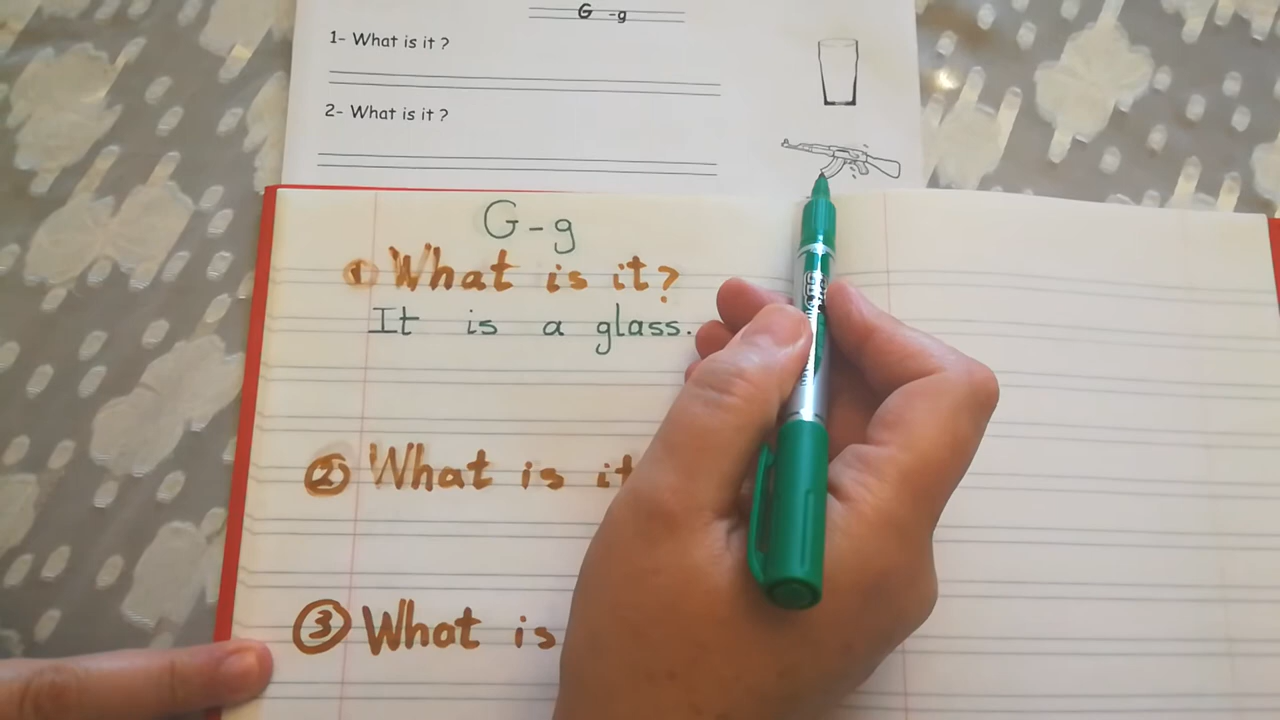 G -g
1- What is it ?
2- What is it ?
G-g
1 What is it?
It is a glass.
2 What is it
3 What is